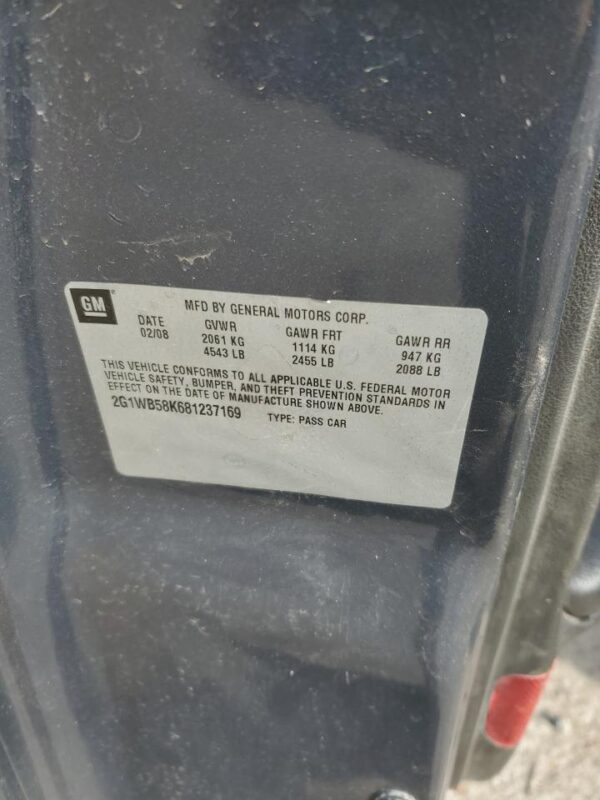 GM
MFD BY GENERAL MOTORS CORP.
DATE GVWR GAWR FRT GAWR RR
02/08 2061 KG 1114 KG 947 KG
4543 LB 2455 LB 2088 LB
THIS VEHICLE CONFORMS TO ALL APPLICABLE U.S. FEDERAL MOTOR
VEHICLE SAFETY, BUMPER, AND THEFT PREVENTION STANDARDS IN
EFFECT ON THE DATE OF MANUFACTURE SHOWN ABOVE.
2G1WB58K681237169 TYPE: PASS CAR